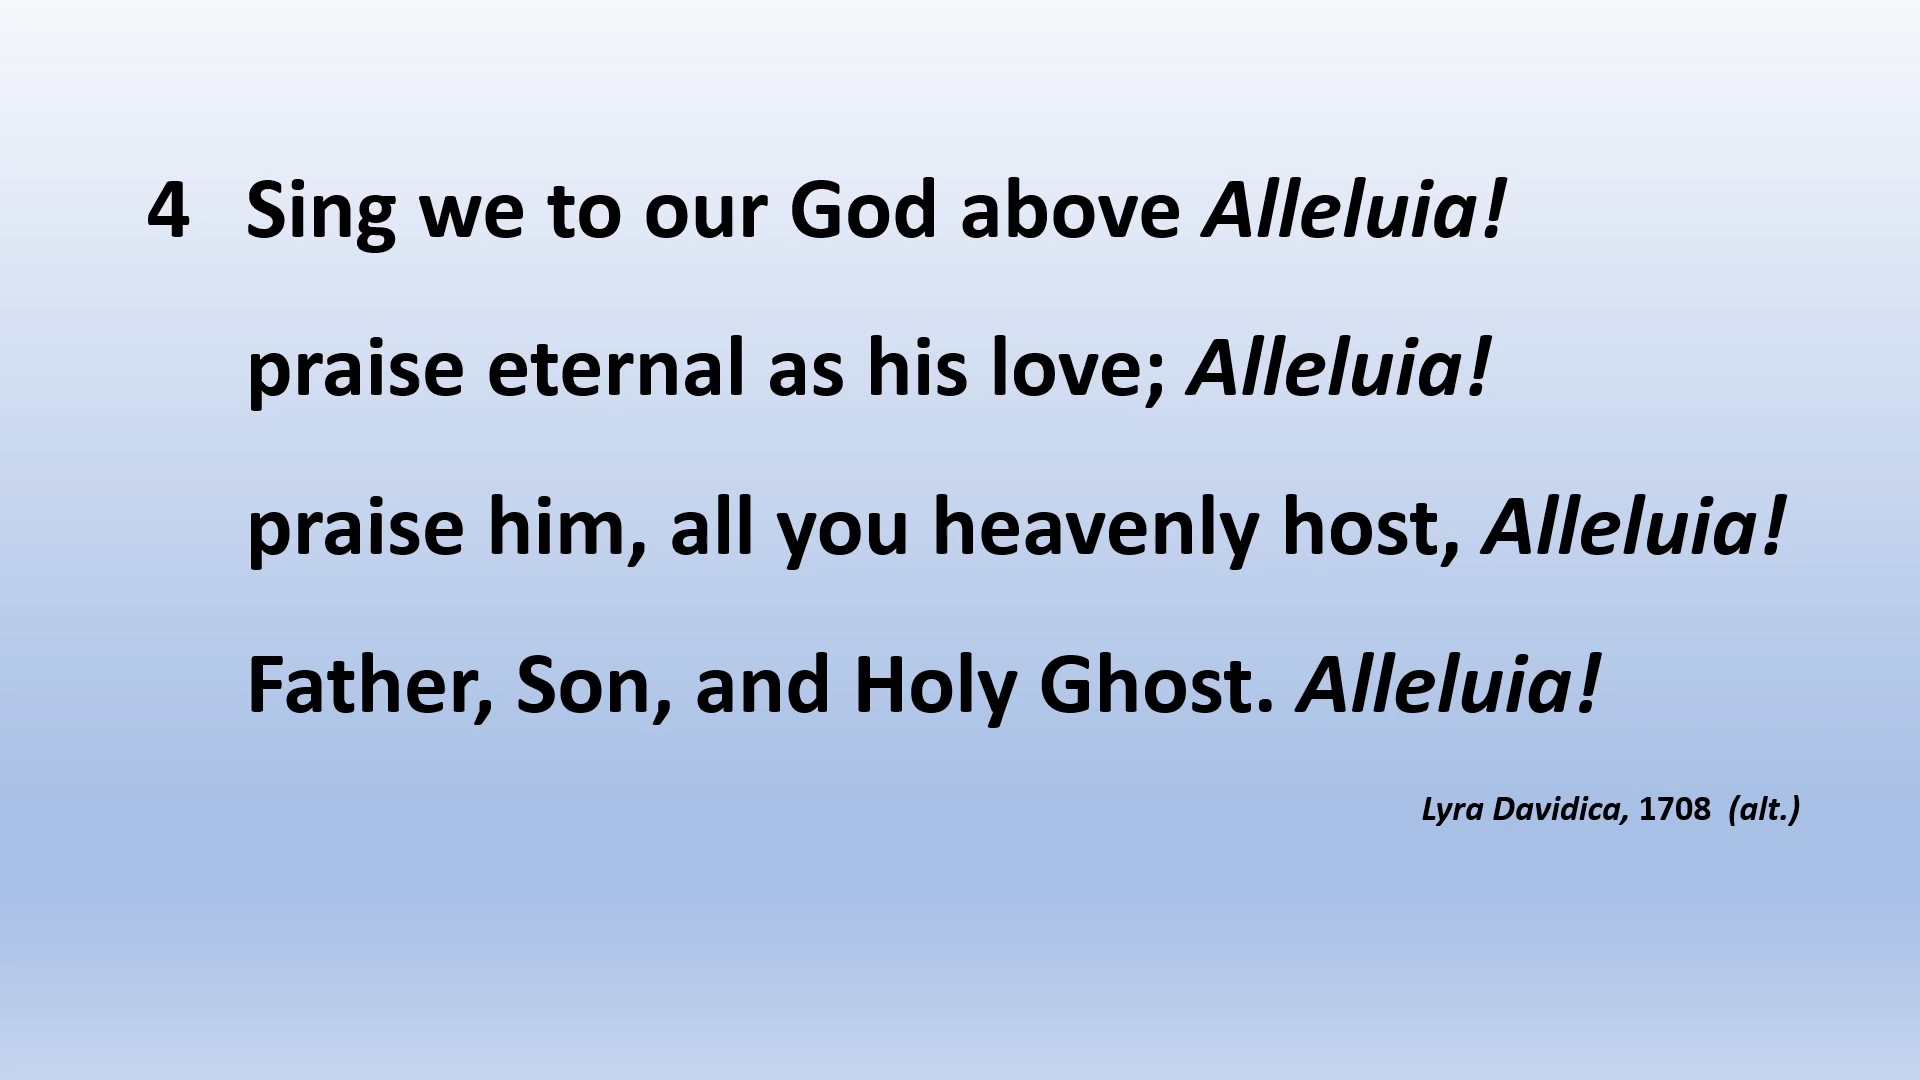 4 Sing we to our God above Alleluia!
praise eternal as his love; Alleluia!
praise him, all you heavenly host, Alleluia!
Father, Son, and Holy Ghost. Alleluia!
Lyra Davidica, 1708 (alt.)